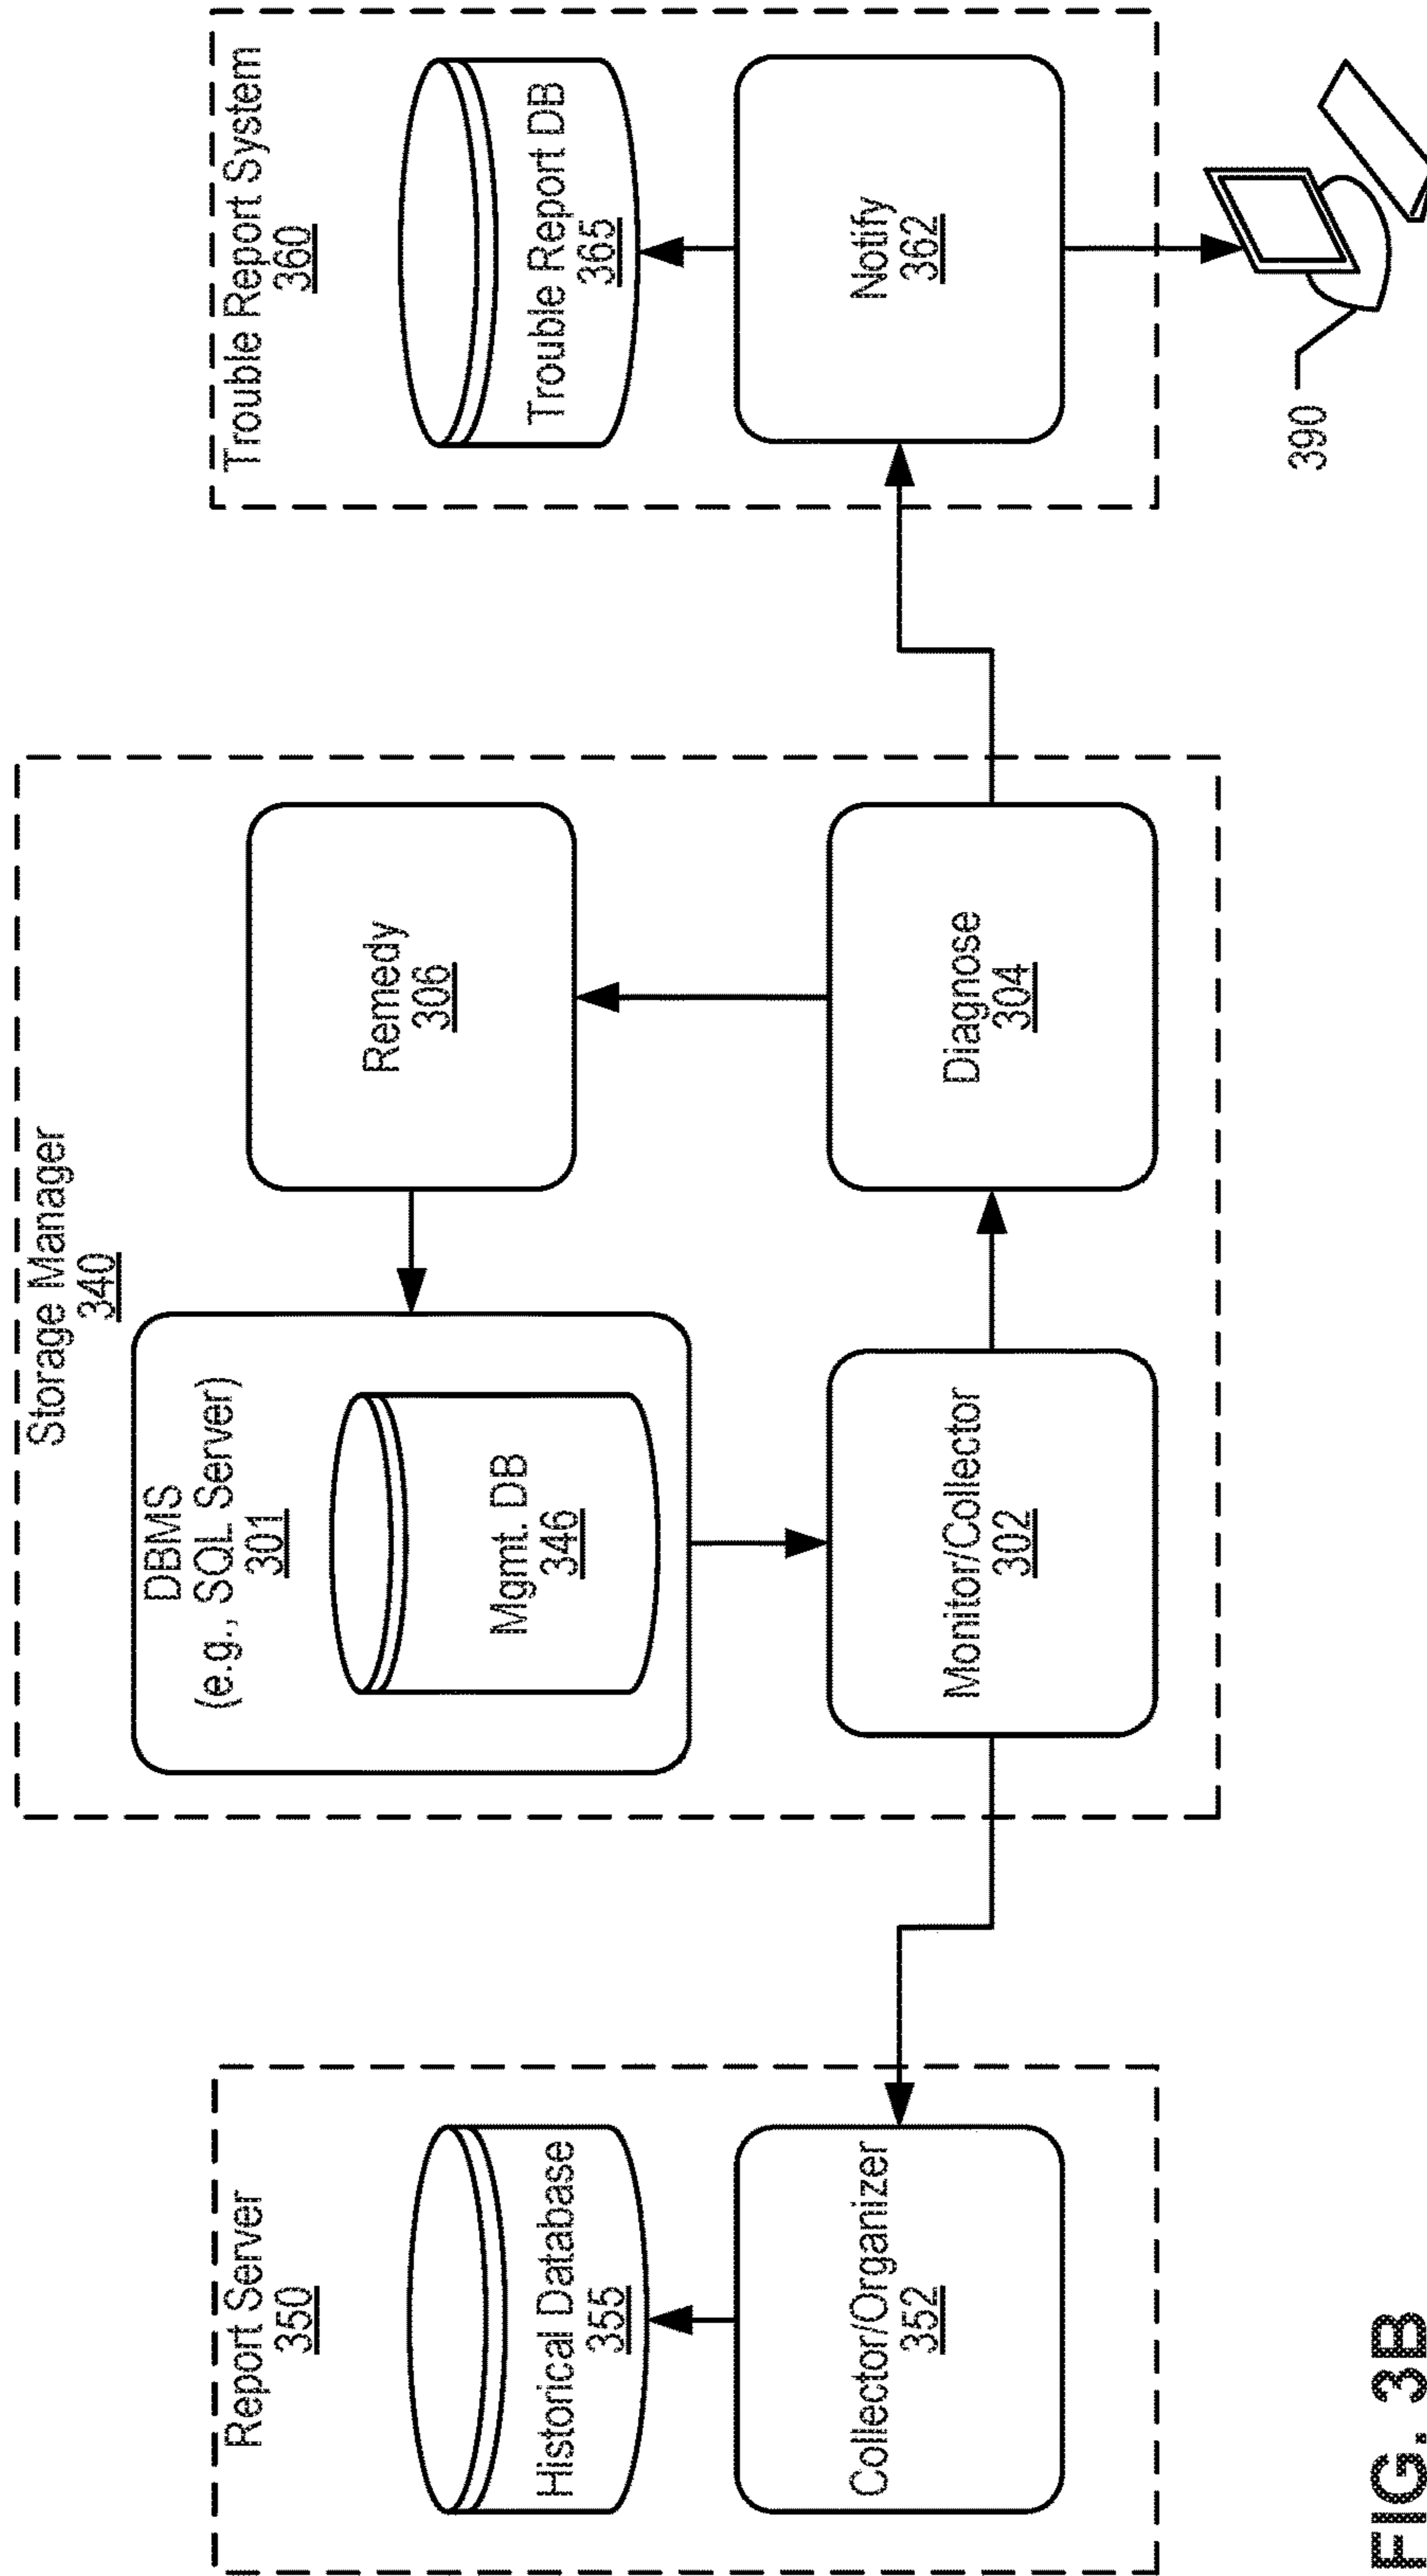 Report Server
350
Historical Database
355
Collector/Organizer
352
Storage Manager
340
DBMS
(e.g., SQL Server)
301
Mgmt. DB
346
Monitor/Collector
302
Remedy
306
Diagnose
304
Trouble Report System
360
Trouble Report DB
365
Notify
362
390
FIG. 3B